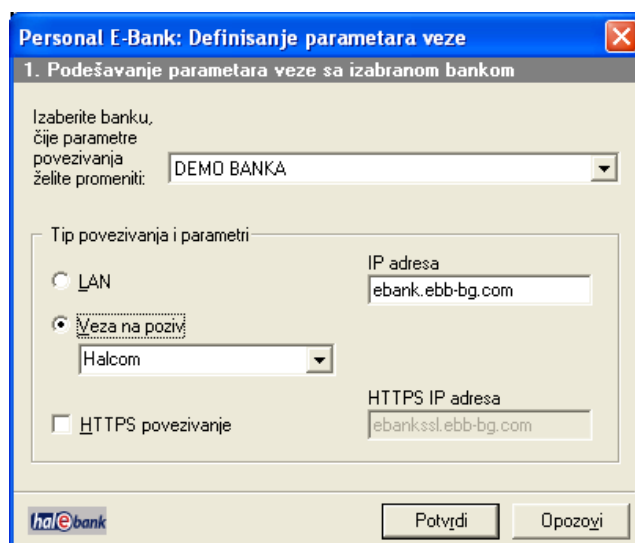 Personal E-Bank: Definisanje parametara veze
1. Podešavanje parametara veze sa izabranom bankom
Izaberite banku,
čije parametre
povezivanja
želite promeniti:
DEMO BANKA
Tip povezivanja i parametri
LAN
IP adresa
ebank.ebb-bg.com
Veza na poziv
Halcom
HTTPS povezivanje
HTTPS IP adresa
ebankssl.ebb-bg.com
hal@bank
Potvrdi
Opozovi